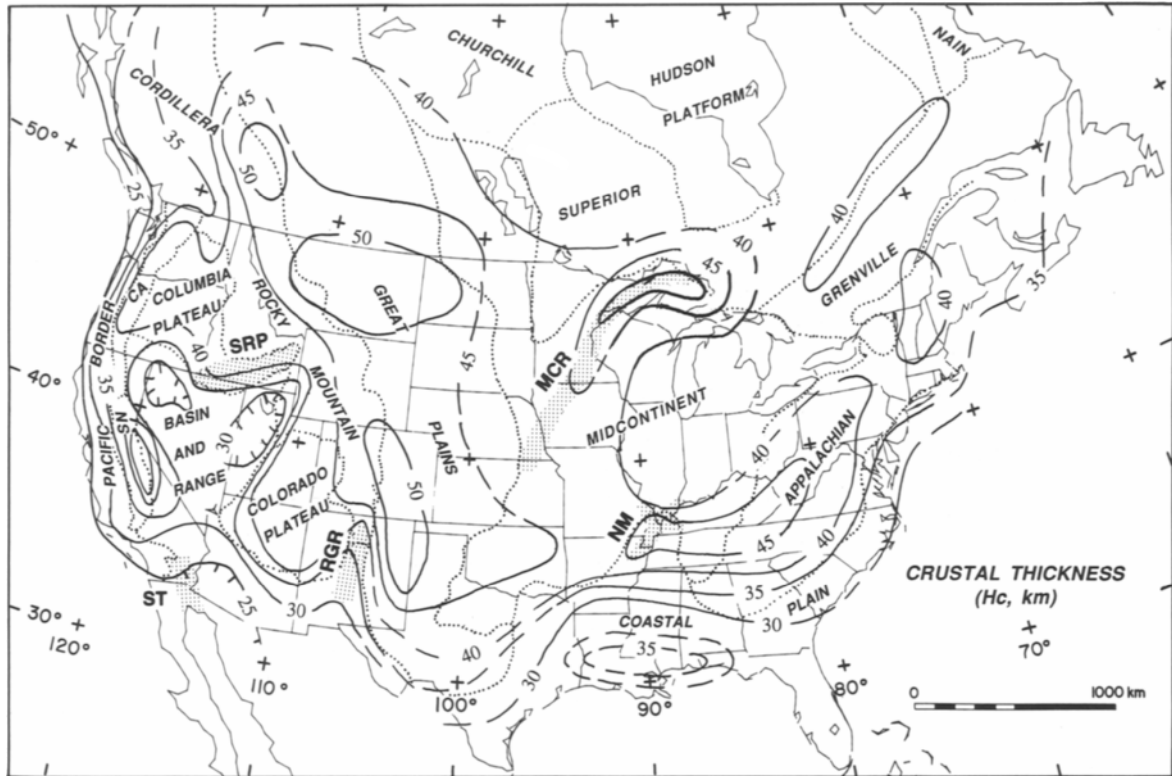 CHURCHILL
NAIN
HUDSON
PLATFORM
CORDILLERA
45
40
35
50°
50
25
SUPERIOR
40
35
40
45
50
GRENVILLE
40
35
CA
COLUMBIA
PLATEAU
ROCKY
GREAT
BORDER
SRP
40
40°
35
45
MCR
MOUNTAIN
MIDCONTINENT
BASIN
AND
RANGE
35
30
SN
PACIFIC
PLAINS
40
APPALACHIAN
COLORADO
PLATEAU
50
RGR
NM
45
40
CRUSTAL THICKNESS
(Hc, km)
ST
25
30
35
30
PLAIN
COASTAL
40
35
30
30°
120°
110°
100°
90°
80°
70°
0
1000 km